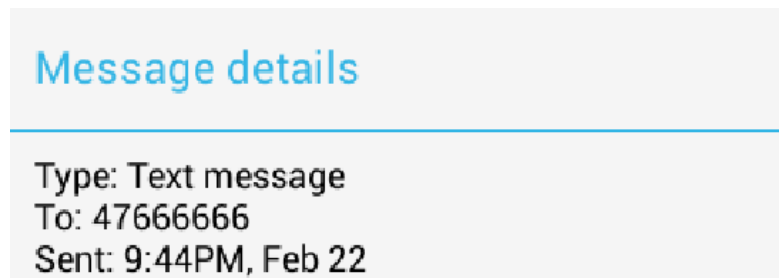 Message details
Type: Text message
To: 47666666
Sent: 9:44PM, Feb 22